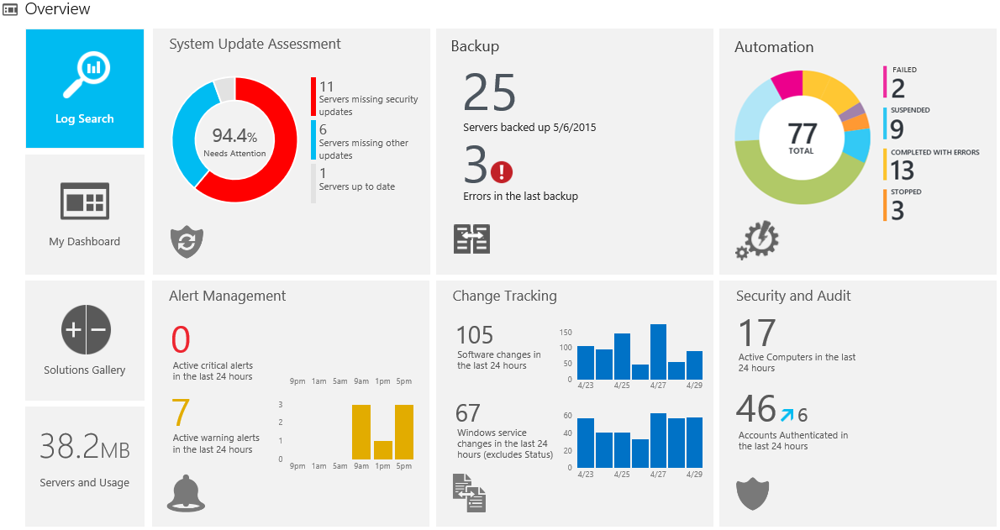 Overview
Log Search
My Dashboard
Solutions Gallery
38.2MB
Servers and Usage
System Update Assessment
94.4%
Needs Attention
11
Servers missing security
updates
6
Servers missing other
updates
1
Servers up to date
Backup
25
Servers backed up 5/6/2015
3
Errors in the last backup
Automation
77
TOTAL
FAILED
2
SUSPENDED
9
COMPLETED WITH ERRORS
13
STOPPED
3
Alert Management
0
Active critical alerts
in the last 24 hours
9pm 1am 5am 9am 1pm 5pm
7
Active warning alerts
in the last 24 hours
3
2
1
0
9pm 1am 5am 9am 1pm 5pm
Change Tracking
105
Software changes in
the last 24 hours
150
100
50
0
4/23 4/25 4/27 4/29
67
Windows service
changes in the last 24
hours (excludes Status)
60
40
20
0
4/23 4/25 4/27 4/29
Security and Audit
17
Active Computers in the last
24 hours
46 6
Accounts Authenticated in
the last 24 hours